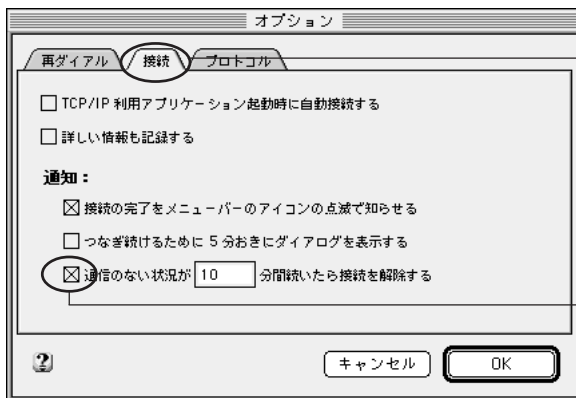 オプション
再ダイアル 接続 プロトコル
TCP/IP 利用アプリケーション起動時に自動接続する
詳しい情報も記録する
通知：
接続の完了をメニューバーのアイコンの点滅で知らせる
つなぎ続けるために 5 分おきにダイアログを表示する
通信のない状況が 10 分間続いたら接続を解除する
? キャンセル OK